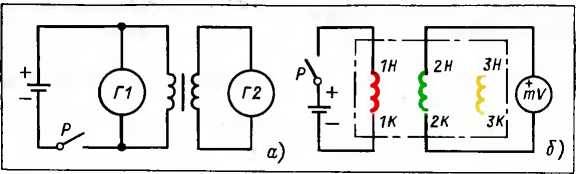 +
−
Р
Г1
Г2
а)
Р
+
−
1Н
2Н
3Н
1К
2К
3К
+
mV
б)